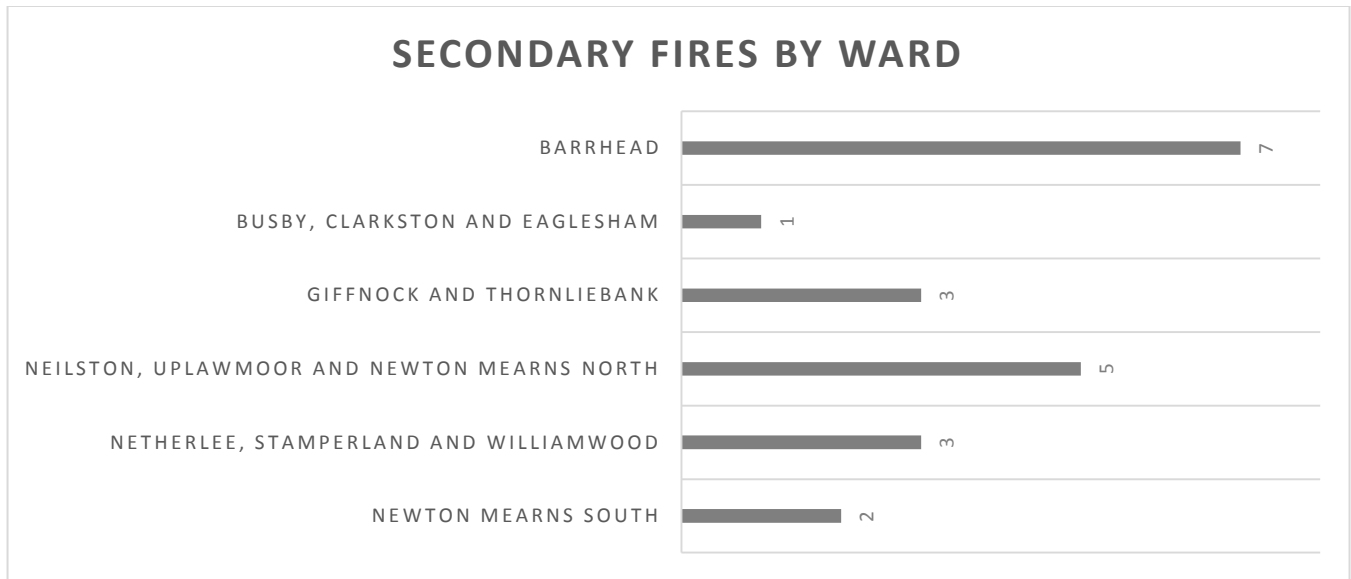 SECONDARY FIRES BY WARD
BARRHEAD 7
BUSBY, CLARKSTON AND EAGLESHAM 1
GIFFNOCK AND THORNLIEBANK 3
NEILSTON, UPLAWMOOR AND NEWTON MEARNS NORTH 5
NETHERLEE, STAMPERLAND AND WILLIAMWOOD 3
NEWTON MEARNS SOUTH 2